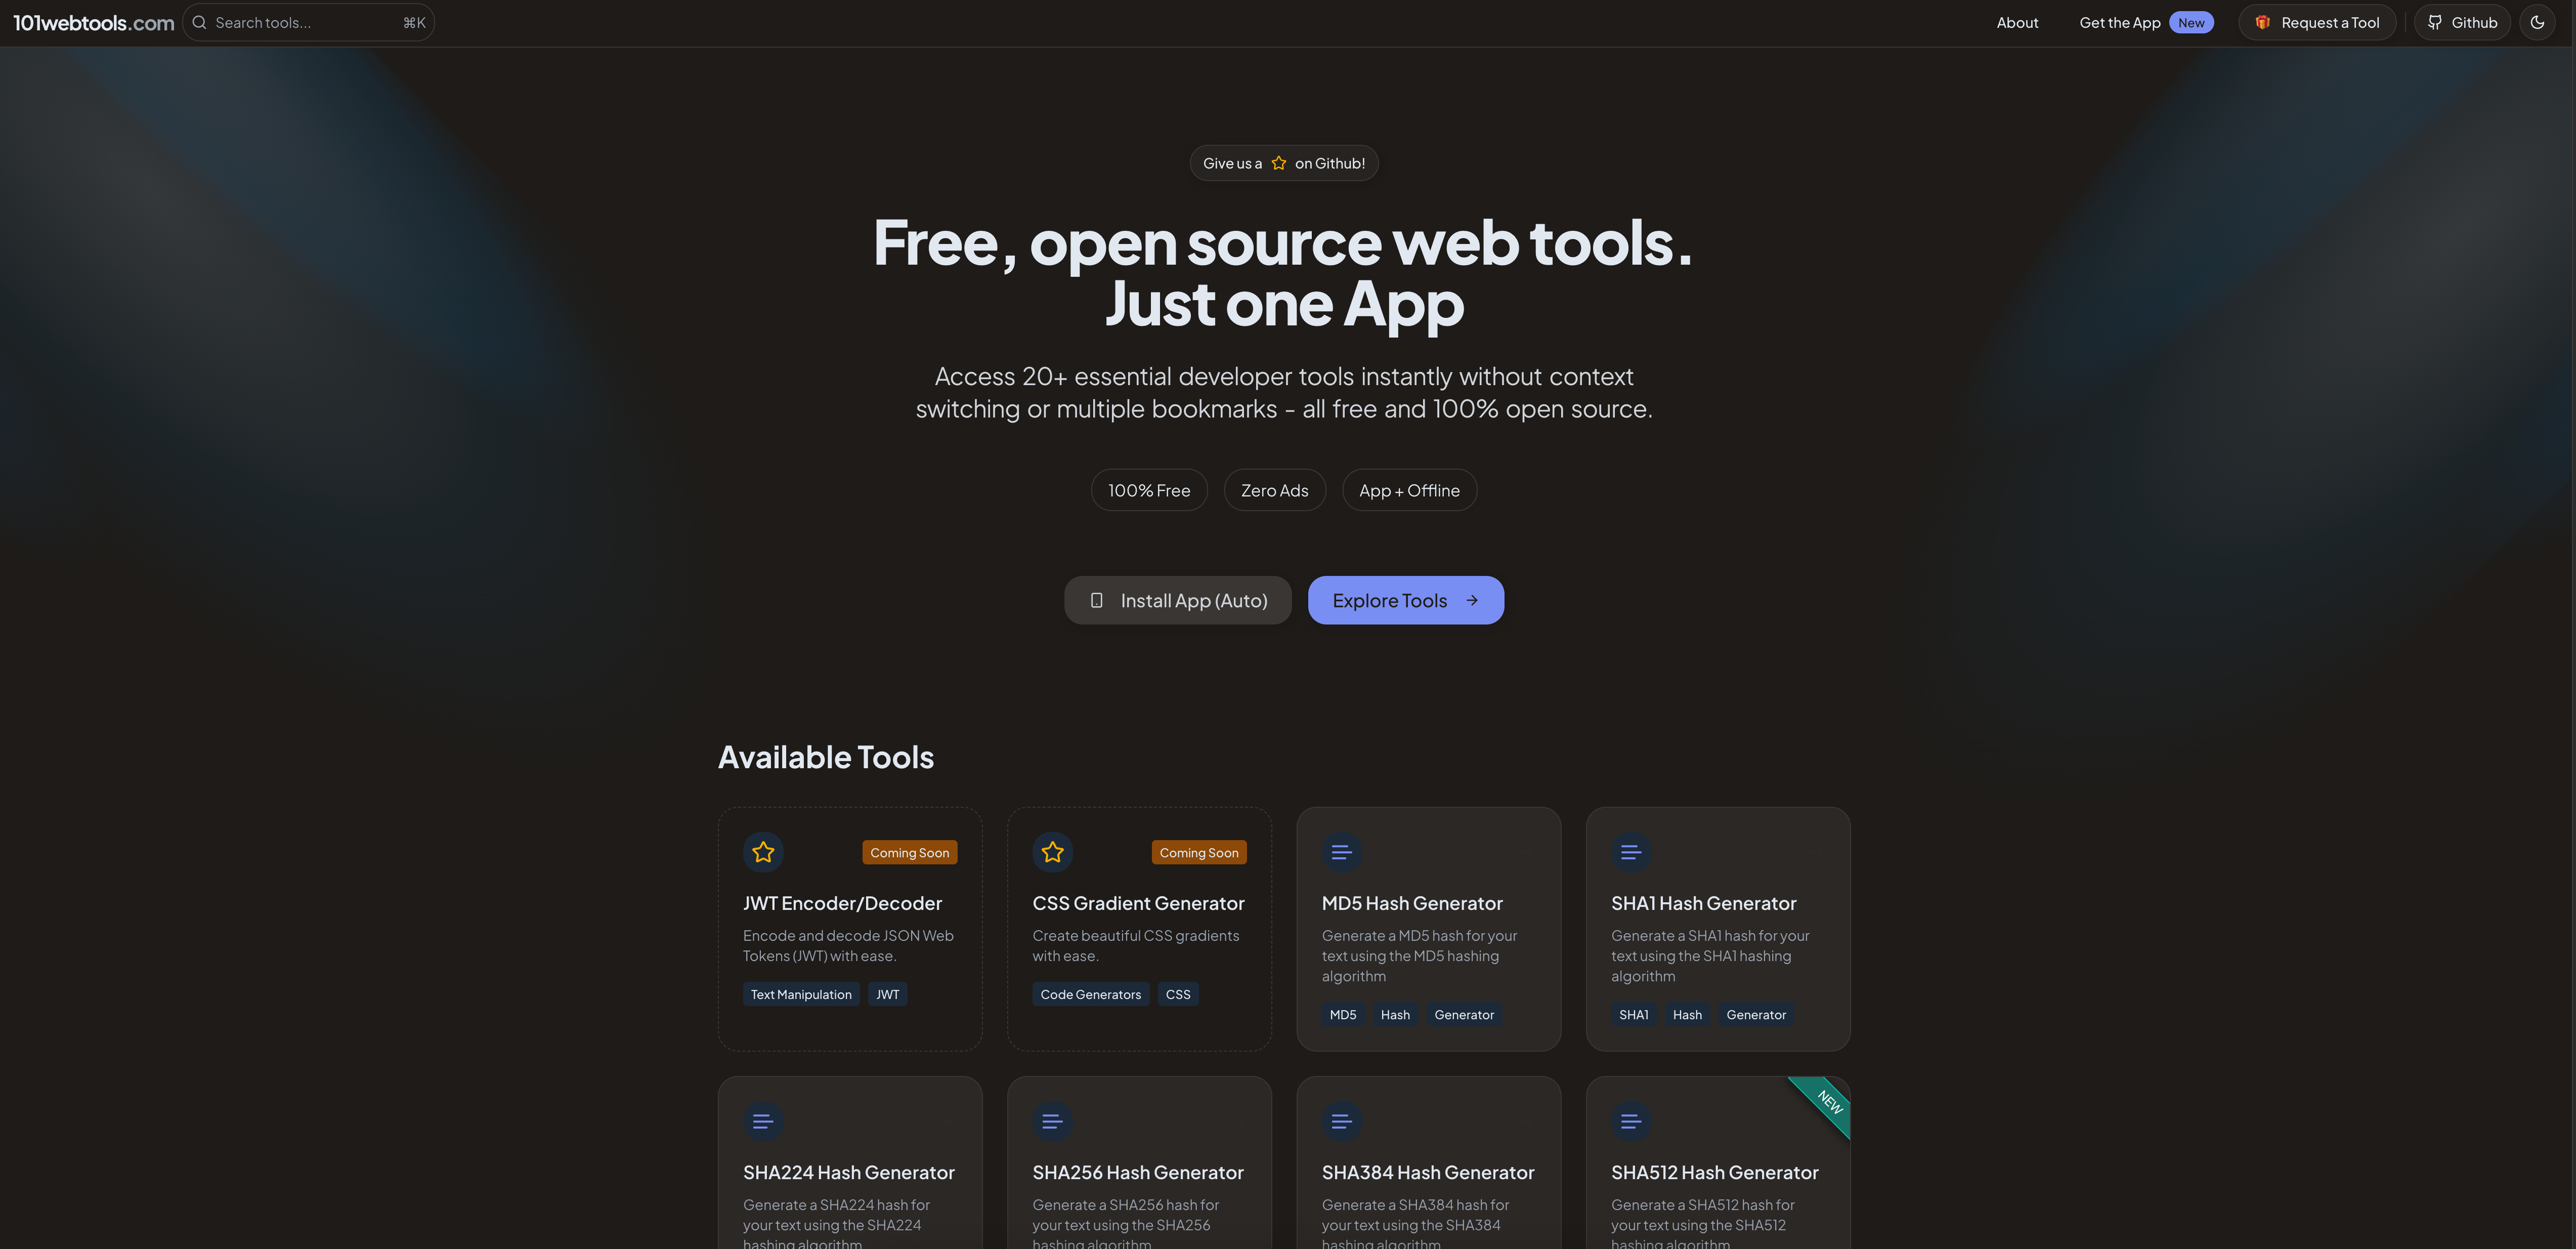 101webtools.com
Search tools...
⌘K
About
Get the App
New
Request a Tool
Github
Give us a
on Github!
Free, open source web tools.
Just one App
Access 20+ essential developer tools instantly without context
switching or multiple bookmarks - all free and 100% open source.
100% Free
Zero Ads
App + Offline
Install App (Auto)
Explore Tools
Available Tools
Coming Soon
JWT Encoder/Decoder
Encode and decode JSON Web
Tokens (JWT) with ease.
Text Manipulation
JWT
Coming Soon
CSS Gradient Generator
Create beautiful CSS gradients
with ease.
Code Generators
CSS
MD5 Hash Generator
Generate a MD5 hash for your
text using the MD5 hashing
algorithm
MD5
Hash
Generator
SHA1 Hash Generator
Generate a SHA1 hash for your
text using the SHA1 hashing
algorithm
SHA1
Hash
Generator
SHA224 Hash Generator
Generate a SHA224 hash for
your text using the SHA224
hashing algorithm
SHA256 Hash Generator
Generate a SHA256 hash for
your text using the SHA256
hashing algorithm
SHA384 Hash Generator
Generate a SHA384 hash for
your text using the SHA384
hashing algorithm
NEW
SHA512 Hash Generator
Generate a SHA512 hash for
your text using the SHA512
hashing algorithm